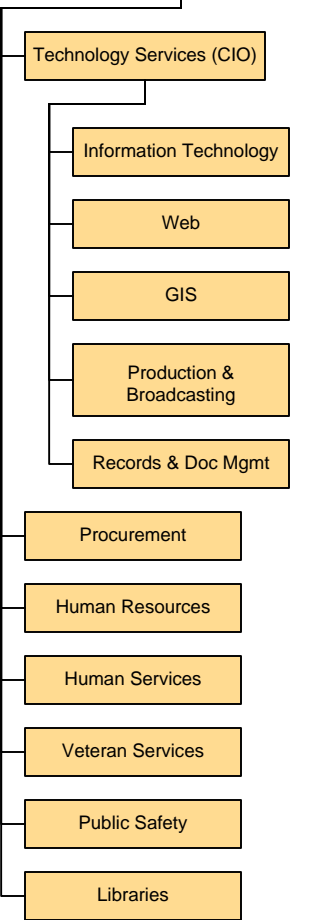 Technology Services (CIO)
Information Technology
Web
GIS
Production &
Broadcasting
Records & Doc Mgmt
Procurement
Human Resources
Human Services
Veteran Services
Public Safety
Libraries